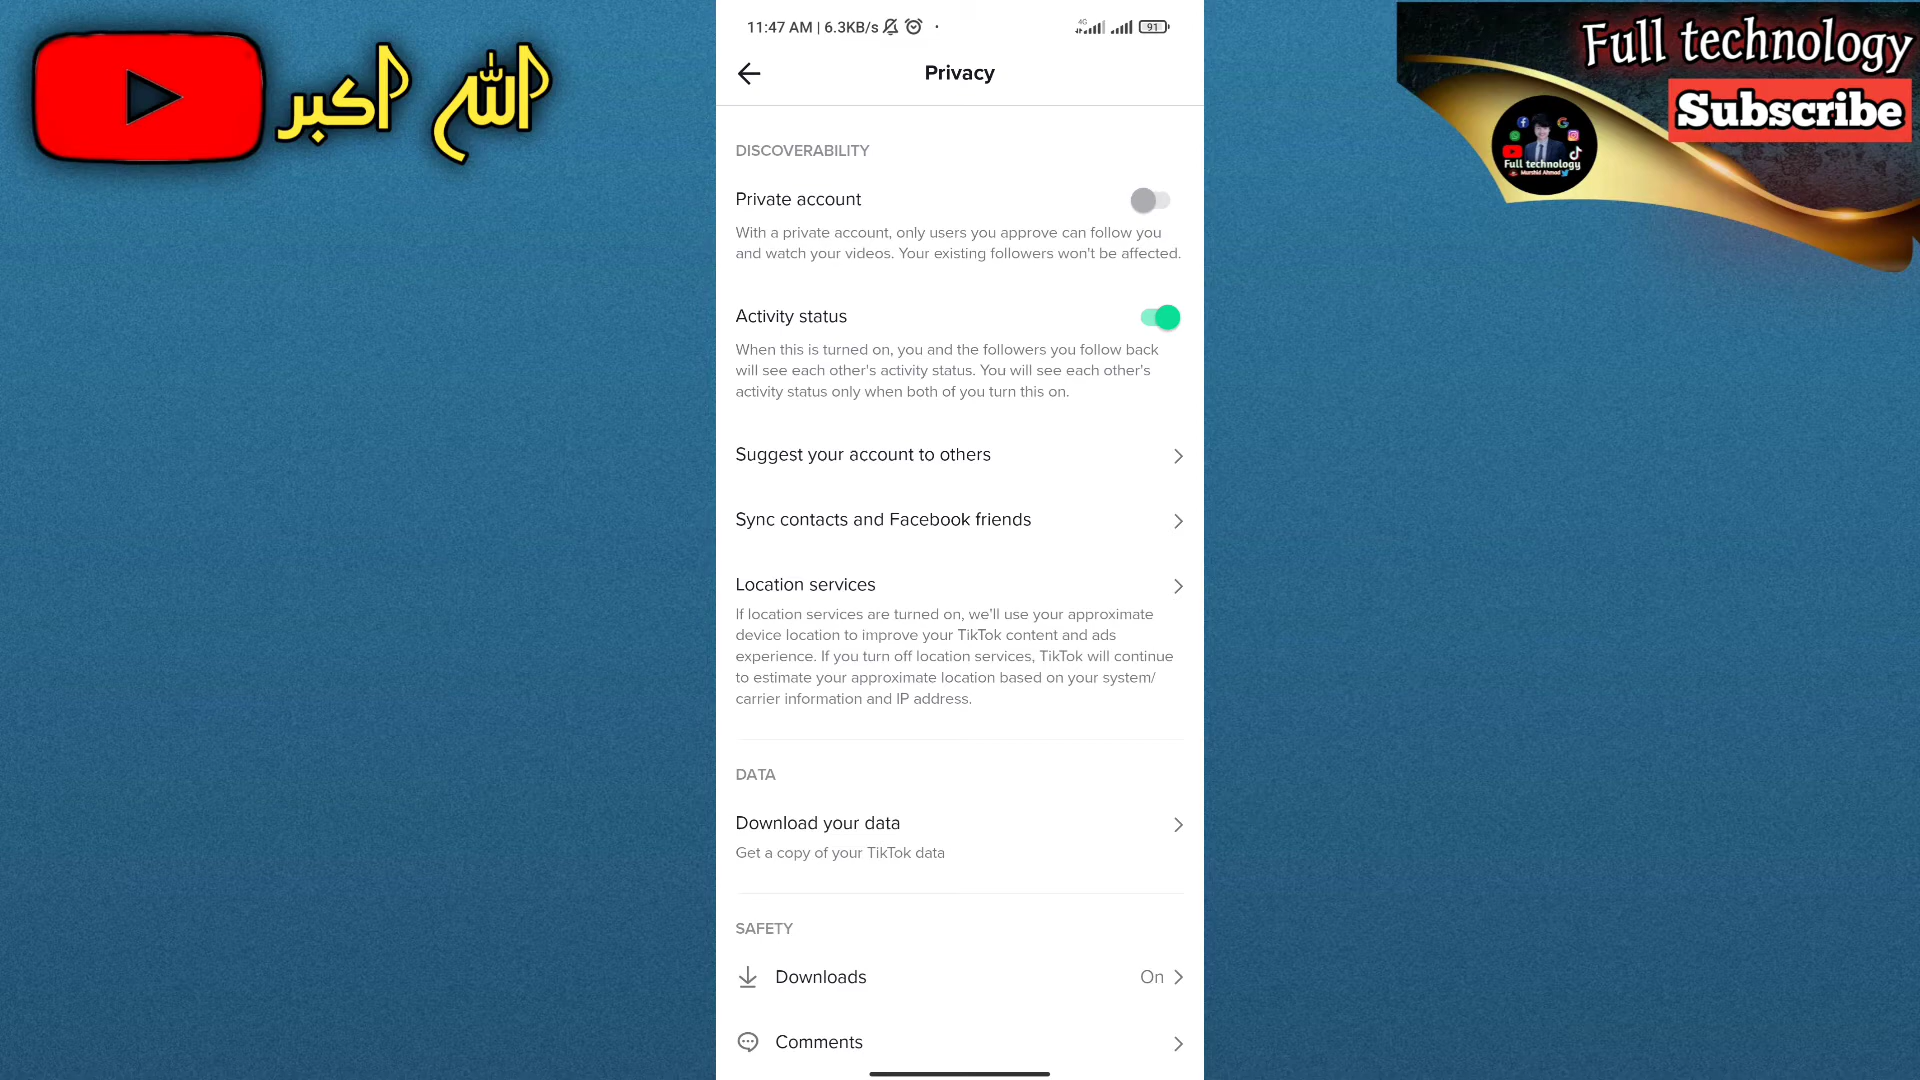 الله اكبر
11:47 AM | 6.3KB/s
4G
91
Privacy
Full technology
Subscribe
Full technology
Murshid Ahmad
DISCOVERABILITY
Private account
With a private account, only users you approve can follow you
and watch your videos. Your existing followers won't be affected.
Activity status
When this is turned on, you and the followers you follow back
will see each other's activity status. You will see each other's
activity status only when both of you turn this on.
Suggest your account to others
Sync contacts and Facebook friends
Location services
If location services are turned on, we'll use your approximate
device location to improve your TikTok content and ads
experience. If you turn off location services, TikTok will continue
to estimate your approximate location based on your system/
carrier information and IP address.
DATA
Download your data
Get a copy of your TikTok data
SAFETY
Downloads On
Comments